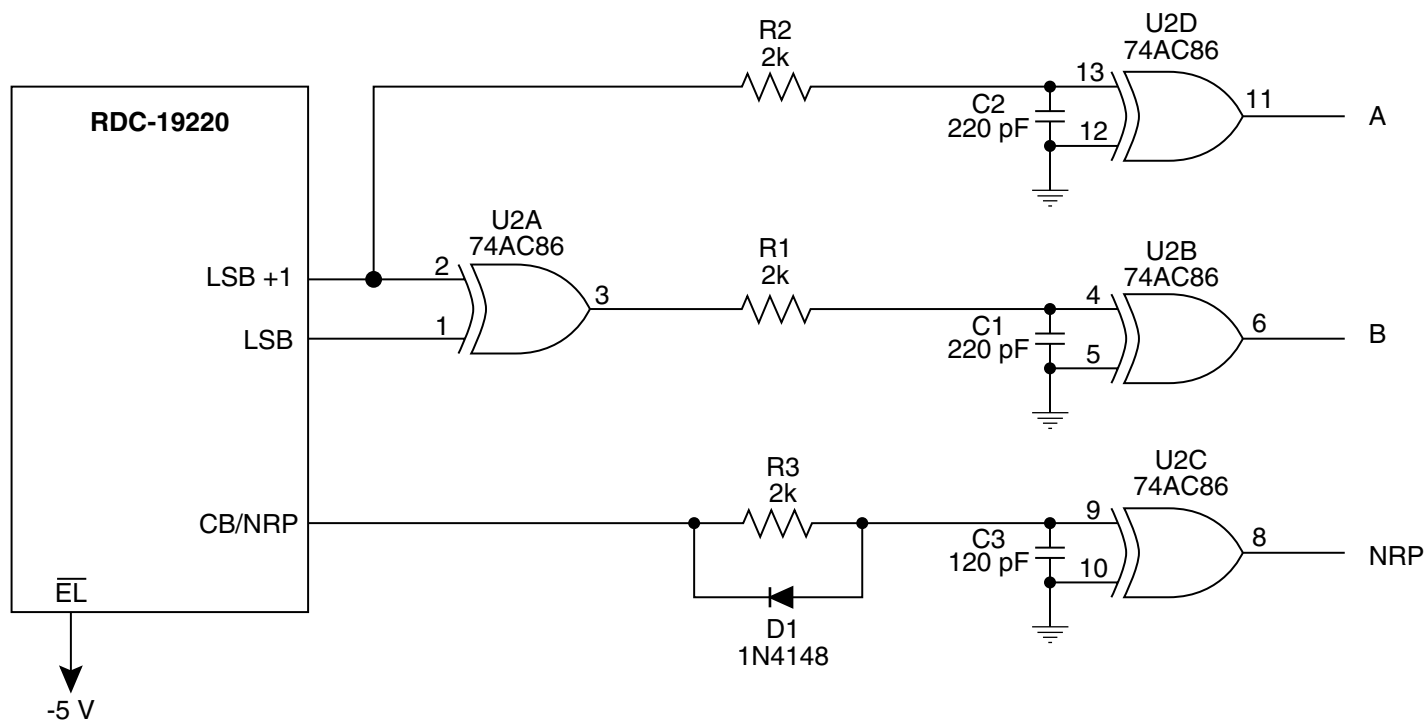 R2
2k
U2D
74AC86
RDC-19220
C2
220 pF
13
12
11
A
U2A
74AC86
LSB +1
2
LSB
1
3
R1
2k
U2B
74AC86
C1
220 pF
4
5
6
B
CB/NRP
R3
2k
D1
1N4148
U2C
74AC86
C3
120 pF
9
10
8
NRP
EL
-5 V